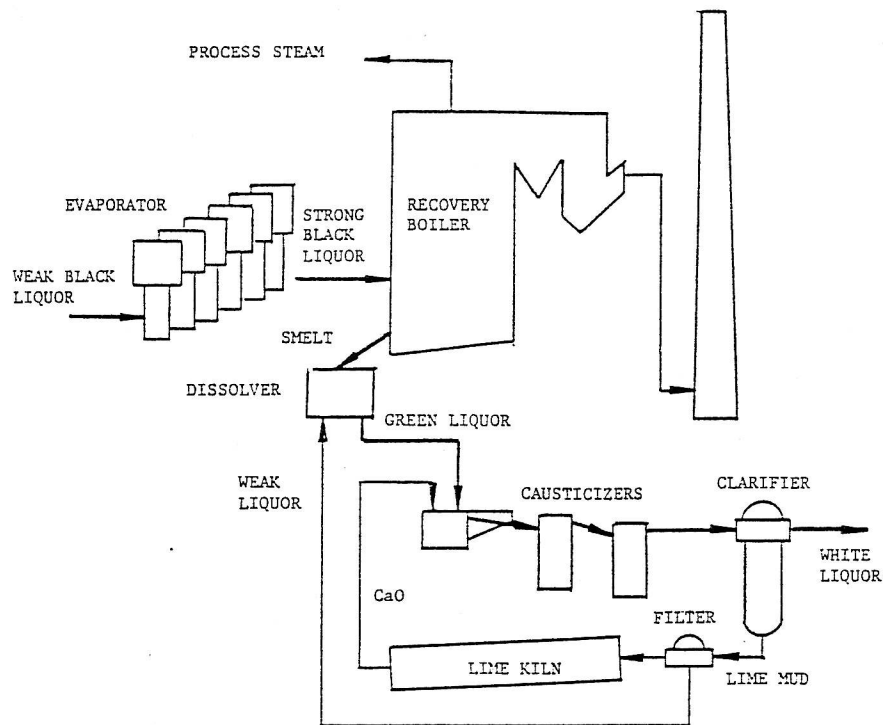 PROCESS STEAM
EVAPORATOR
STRONG
BLACK
LIQUOR
RECOVERY
BOILER
WEAK BLACK
LIQUOR
SMELT
DISSOLVER
GREEN LIQUOR
WEAK
LIQUOR
CAUSTICIZERS
CLARIFIER
WHITE
LIQUOR
CaO
FILTER
LIME KILN
LIME MUD